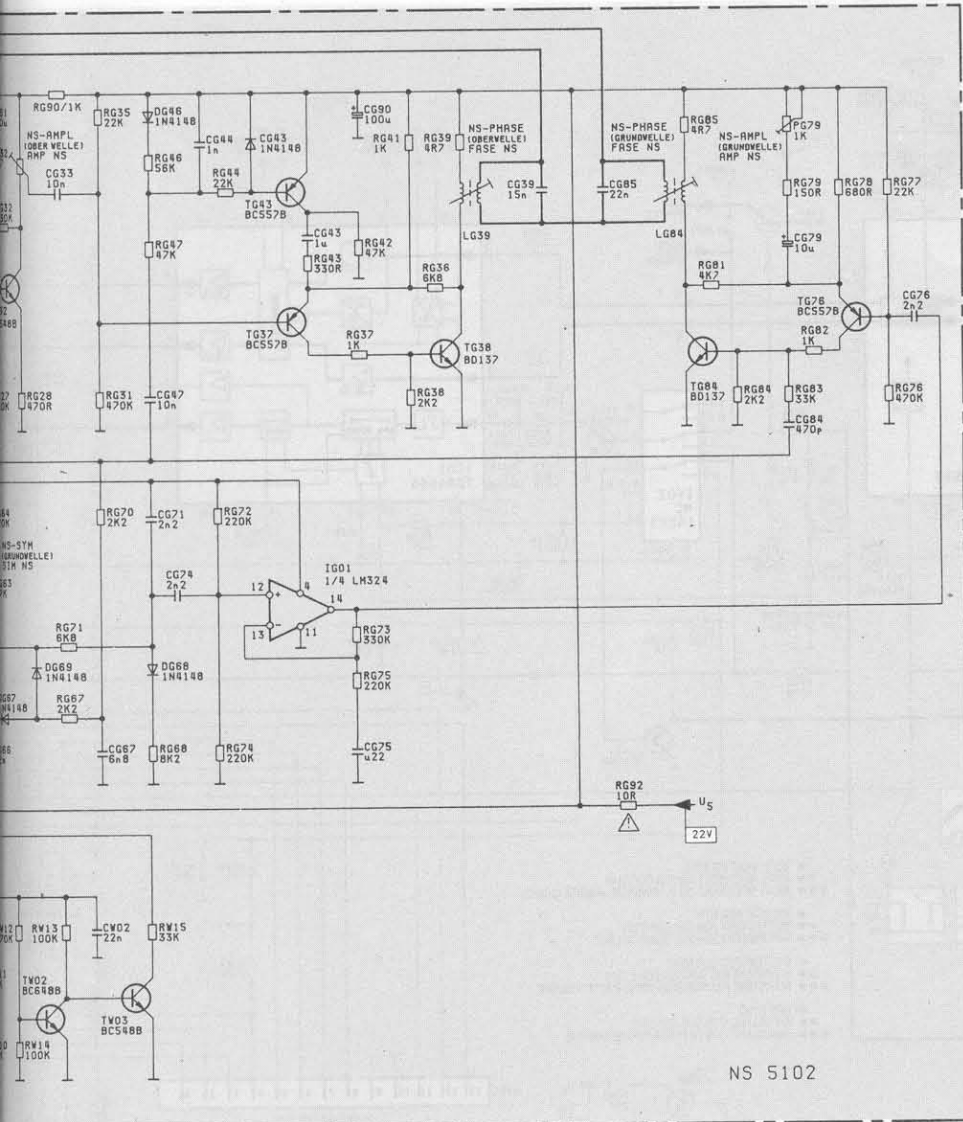 RG90/1K
RG35
22K
DG46
1N4148
CG44
1n
CG43
1N4148
CG90
100u
RG41
1K
RG39
4R7
NS-PHASE
(OBERWELLE)
FASE NS
NS-PHASE
(GRUNDWELLE)
FASE NS
RG85
4R7
NS-AMPL
(GRUNDWELLE)
AMP NS
PG79
1K
NS-AMPL
(OBERWELLE)
AMP NS
CG33
10n
RG46
56K
RG44
22K
TG43
BC557B
CG39
15n
CG85
22n
RG79
150R
RG78
680R
RG77
22K
RG47
47K
CG43
1u
RG43
330R
RG42
47K
LG39
LG84
CG79
10u
RG36
6K8
RG81
4K7
TG76
BC557B
CG76
2n2
TG37
BC557B
RG37
1K
TG38
BD137
RG82
1K
RG28
470R
RG31
470K
CG47
10n
RG38
2K2
TG84
BD137
RG84
2K2
RG83
33K
RG76
470K
CG84
470p
RG70
2K2
CG71
2n2
RG72
220K
NS-SYM
(GRUNDWELLE)
SIM NS
CG74
2n2
IG01
1/4 LM324
12
+
4
14
13
-
11
RG73
330K
RG71
6K8
DG69
1N4148
DG68
1N4148
RG75
220K
RG67
2K2
CG67
6n8
RG68
8K2
RG74
220K
CG75
u22
RG92
10R
US
22V
RW13
100K
CW02
22n
RW15
33K
TW02
BC648B
TW03
BC548B
RW14
100K
NS 5102